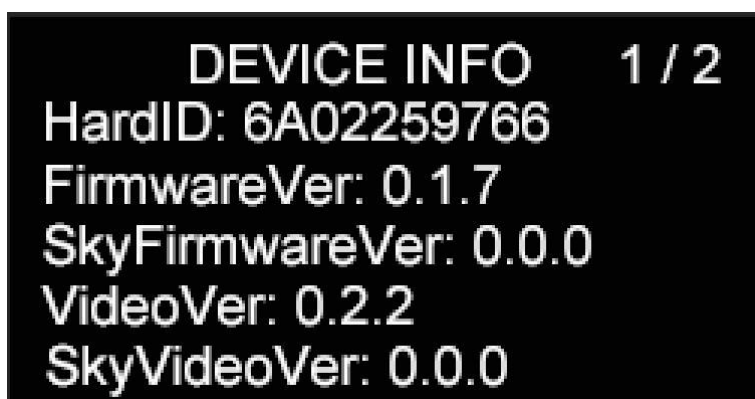 DEVICE INFO 1 / 2
HardID: 6A02259766
FirmwareVer: 0.1.7
SkyFirmwareVer: 0.0.0
VideoVer: 0.2.2
SkyVideoVer: 0.0.0